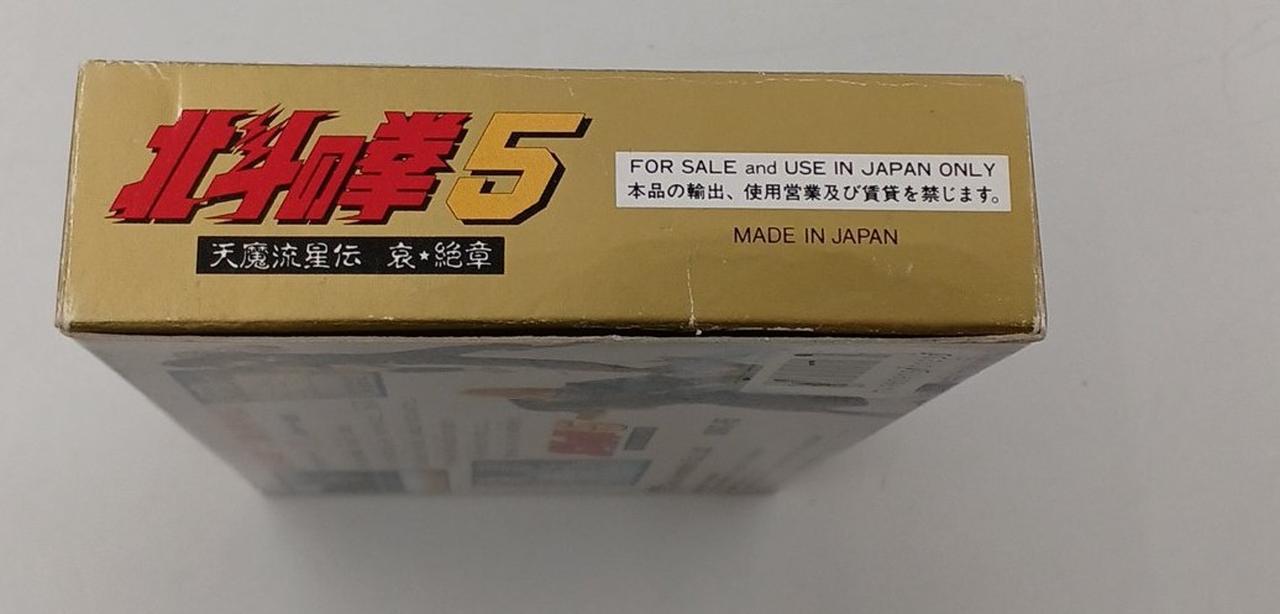 北斗の拳5
天魔流星伝 哀★絶章
FOR SALE and USE IN JAPAN ONLY
本品の輸出、使用営業及び賃貸を禁じます。
MADE IN JAPAN